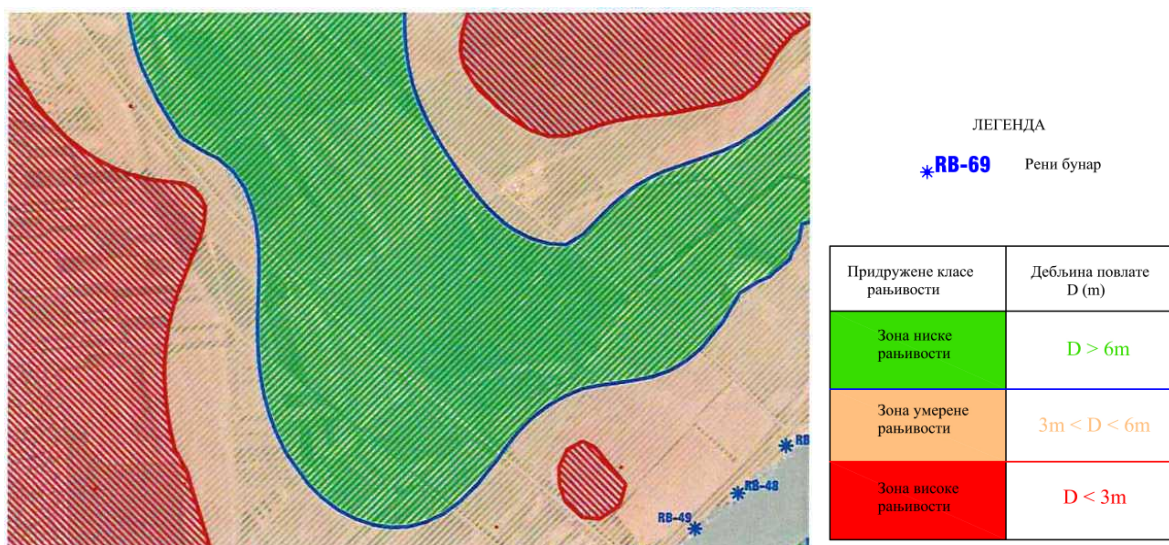 ЛЕГЕНДА
RB-69 Рени бунар
Придружене класе
рањивости
Дебљина повлате
D (m)
Зона ниске
рањивости
D > 6m
Зона умерене
рањивости
3m < D < 6m
Зона високе
рањивости
D < 3m
RB
RB-48
RB-49